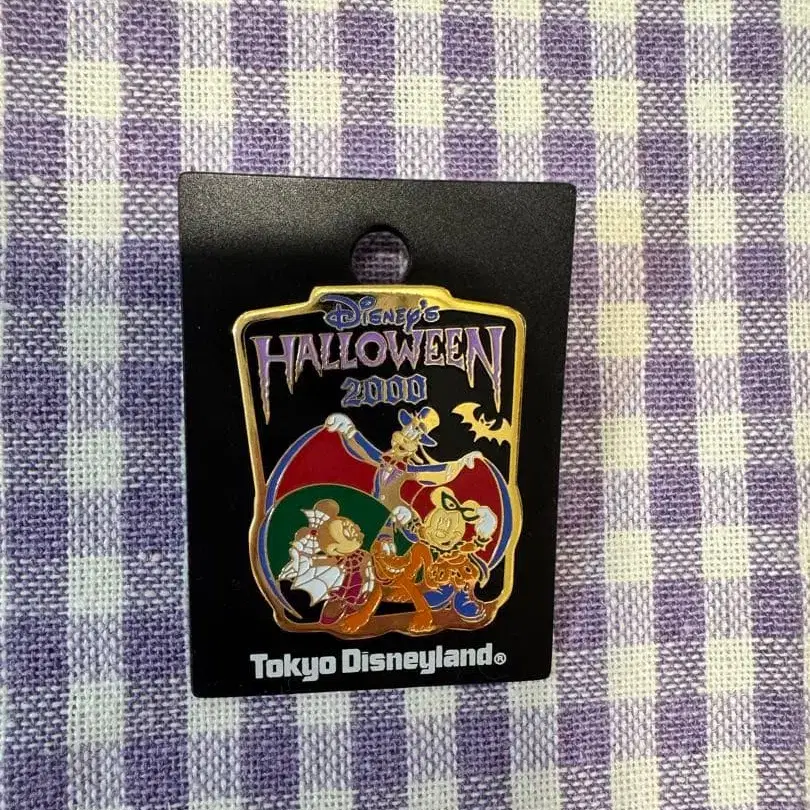 Disney's
HALLOWEEN
2000
Tokyo Disneyland®